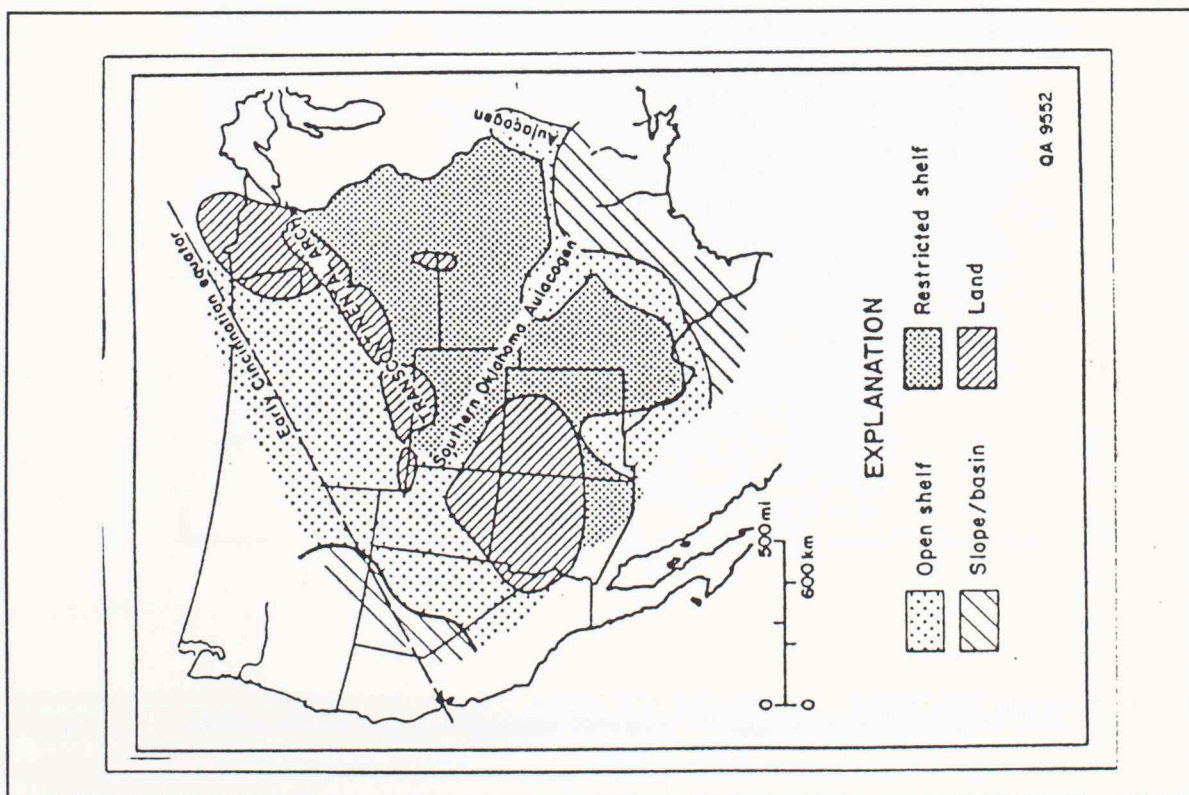 Early Cincinnatian equator
TRANSCONTINENTAL ARCH
Southern Oklahoma Aulacogen
Aulacogen
0 500 mi
0 600 km
EXPLANATION
Open shelf
Restricted shelf
Slope/basin
Land
QA 9552